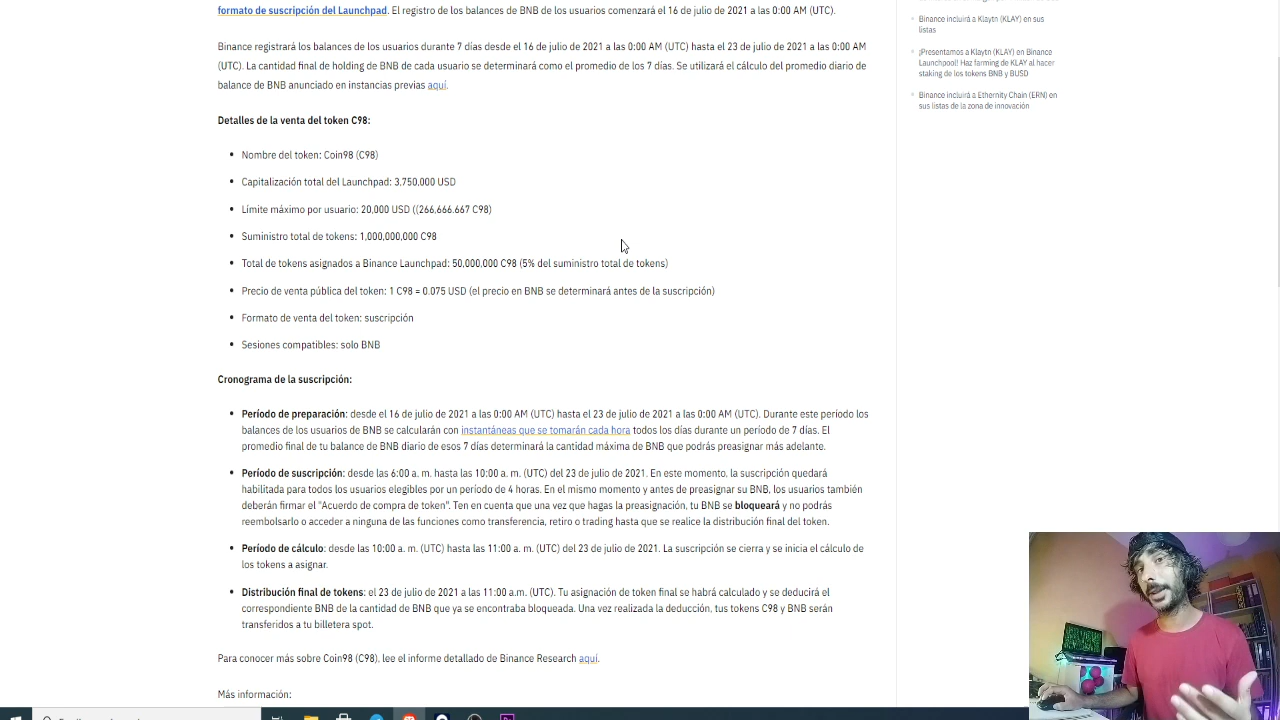 formato de suscripción del Launchpad. El registro de los balances de BNB de los usuarios comenzará el 16 de julio de 2021 a las 0:00 AM (UTC).
Binance registrará los balances de los usuarios durante 7 días desde el 16 de julio de 2021 a las 0:00 AM (UTC) hasta el 23 de julio de 2021 a las 0:00 AM
(UTC). La cantidad final de holding de BNB de cada usuario se determinará como el promedio de los 7 días. Se utilizará el cálculo del promedio diario de
balance de BNB anunciado en instancias previas aquí.
Detalles de la venta del token C98:
Nombre del token: Coin98 (C98)
Capitalización total del Launchpad: 3,750,000 USD
Límite máximo por usuario: 20,000 USD ((266,666.667 C98)
Suministro total de tokens: 1,000,000,000 C98
Total de tokens asignados a Binance Launchpad: 50,000,000 C98 (5% del suministro total de tokens)
Precio de venta pública del token: 1 C98 = 0.075 USD (el precio en BNB se determinará antes de la suscripción)
Formato de venta del token: suscripción
Sesiones compatibles: solo BNB
Cronograma de la suscripción:
Período de preparación: desde el 16 de julio de 2021 a las 0:00 AM (UTC) hasta el 23 de julio de 2021 a las 0:00 AM (UTC). Durante este periodo los
balances de los usuarios de BNB se calcularán con instantáneas que se tomarán cada hora todos los días durante un período de 7 días. El
promedio final de tu balance de BNB diario de esos 7 días determinará la cantidad máxima de BNB que podrás preasignar más adelante.
Período de suscripción: desde las 6:00 a. m. hasta las 10:00 a. m. (UTC) del 23 de julio de 2021. En este momento, la suscripción quedará
habilitada para todos los usuarios elegibles por un período de 4 horas. En el mismo momento y antes de preasignar su BNB, los usuarios también
deberán firmar el "Acuerdo de compra de token". Ten en cuenta que una vez que hagas la preasignación, tu BNB se bloqueará y no podrás
reembolsarlo o acceder a ninguna de las funciones como transferencia, retiro o trading hasta que se realice la distribución final del token.
Período de cálculo: desde las 10:00 a. m. (UTC) hasta las 11:00 a. m. (UTC) del 23 de julio de 2021. La suscripción se cierra y se inicia el cálculo de
los tokens a asignar.
Distribución final de tokens: el 23 de julio de 2021 a las 11:00 a.m. (UTC). Tu asignación de token final se habrá calculado y se deducirá el
correspondiente BNB de la cantidad de BNB que ya se encontraba bloqueada. Una vez realizada la deducción, tus tokens C98 y BNB serán
transferidos a tu billetera spot.
Para conocer más sobre Coin98 (C98), lee el informe detallado de Binance Research aquí.
Más información:
Binance incluirá a Klaytn (KLAY) en sus
listas
¡Presentamos a Klaytn (KLAY) en Binance
Launchpool! Haz farming de KLAY al hacer
staking de los tokens BNB y BUSD
Binance incluirá a Ethernity Chain (ERN) en
sus listas de la zona de innovación